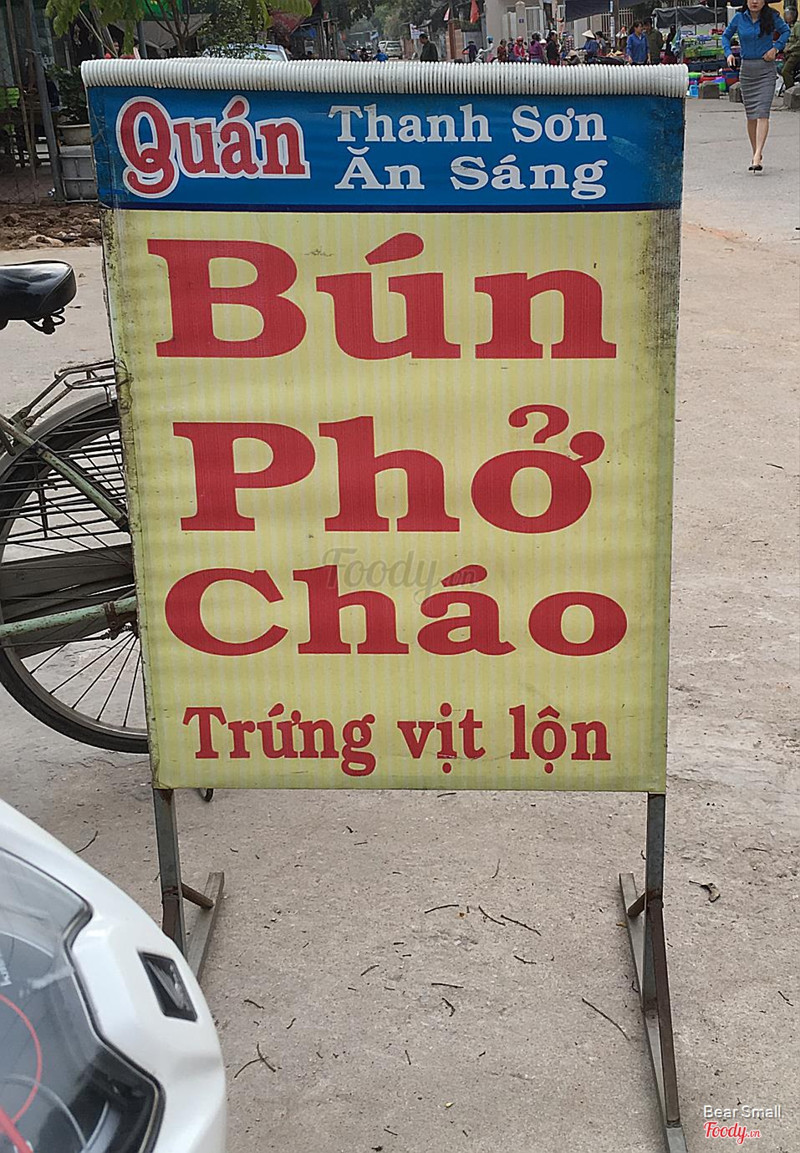 Quán Thanh Sơn
Ăn Sáng
Bún
Phở
Cháo
Foody.vn
Trứng vịt lộn
Bear Small
Foody.vn